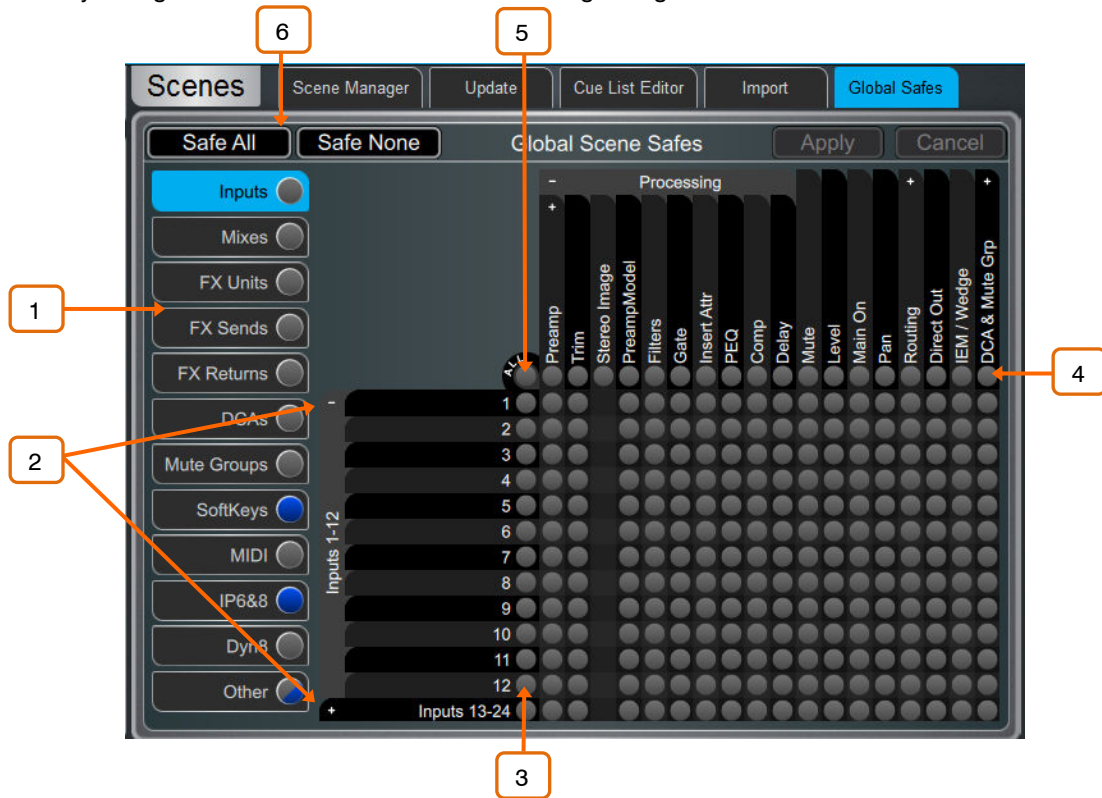 6
5
Scenes
Scene Manager
Update
Cue List Editor
Import
Global Safes
Safe All
Safe None
Global Scene Safes
Apply
Cancel
Inputs
Mixes
FX Units
FX Sends
FX Returns
DCAs
Mute Groups
SoftKeys
MIDI
IP6&8
Dyn8
Other
1
2
- Processing
+
+
+
Preamp
Trim
Stereo Image
PreampModel
Filters
Gate
Insert Attr
PEQ
Comp
Delay
Mute
Level
Main On
Pan
Routing
Direct Out
IEM / Wedge
DCA & Mute Grp
ALL
4
-
Inputs 1-12
1
2
3
4
5
6
7
8
9
10
11
12
+ Inputs 13-24
3